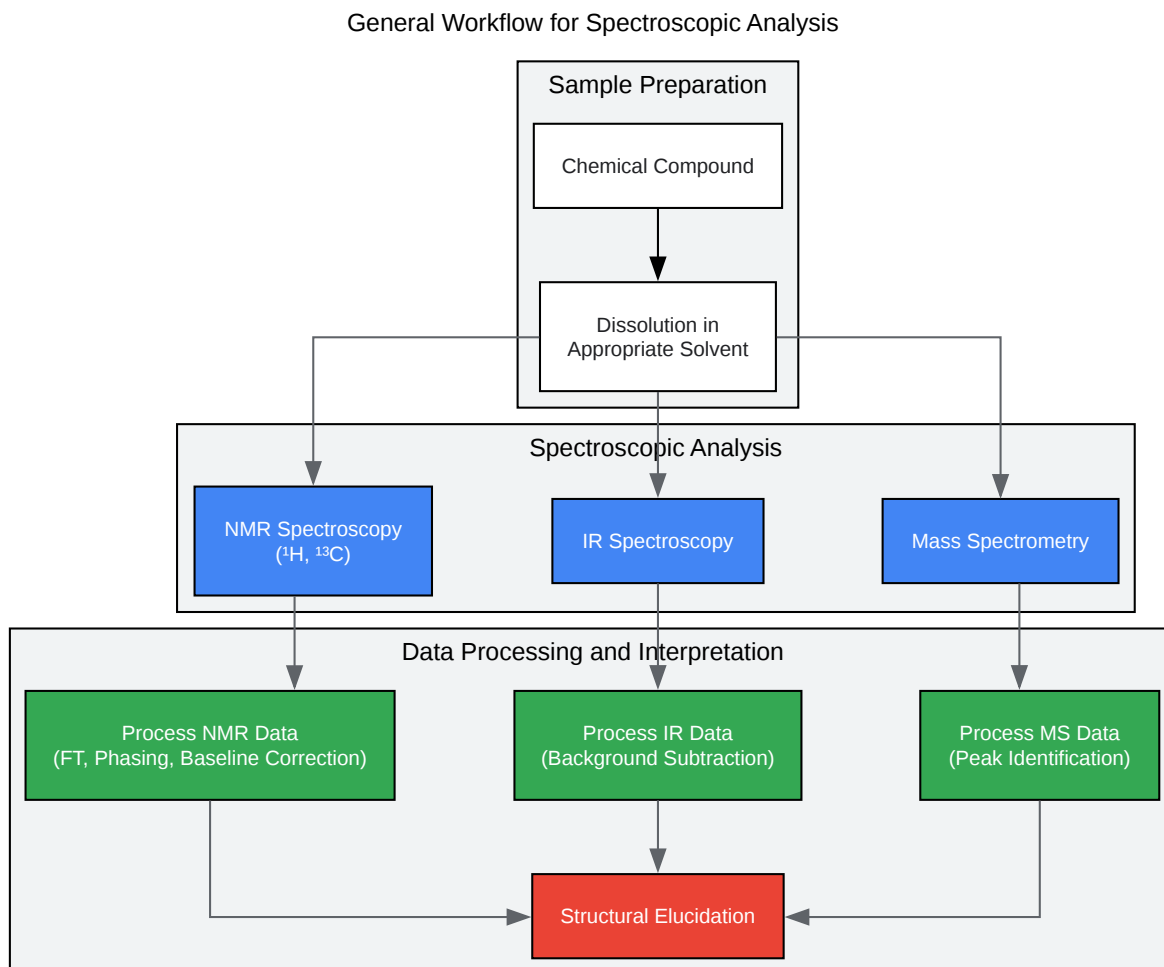 General Workflow for Spectroscopic Analysis
Sample Preparation
Chemical Compound
Dissolution in
Appropriate Solvent
Spectroscopic Analysis
NMR Spectroscopy
(¹H, ¹³C)
IR Spectroscopy
Mass Spectrometry
Data Processing and Interpretation
Process NMR Data
(FT, Phasing, Baseline Correction)
Process IR Data
(Background Subtraction)
Process MS Data
(Peak Identification)
Structural Elucidation